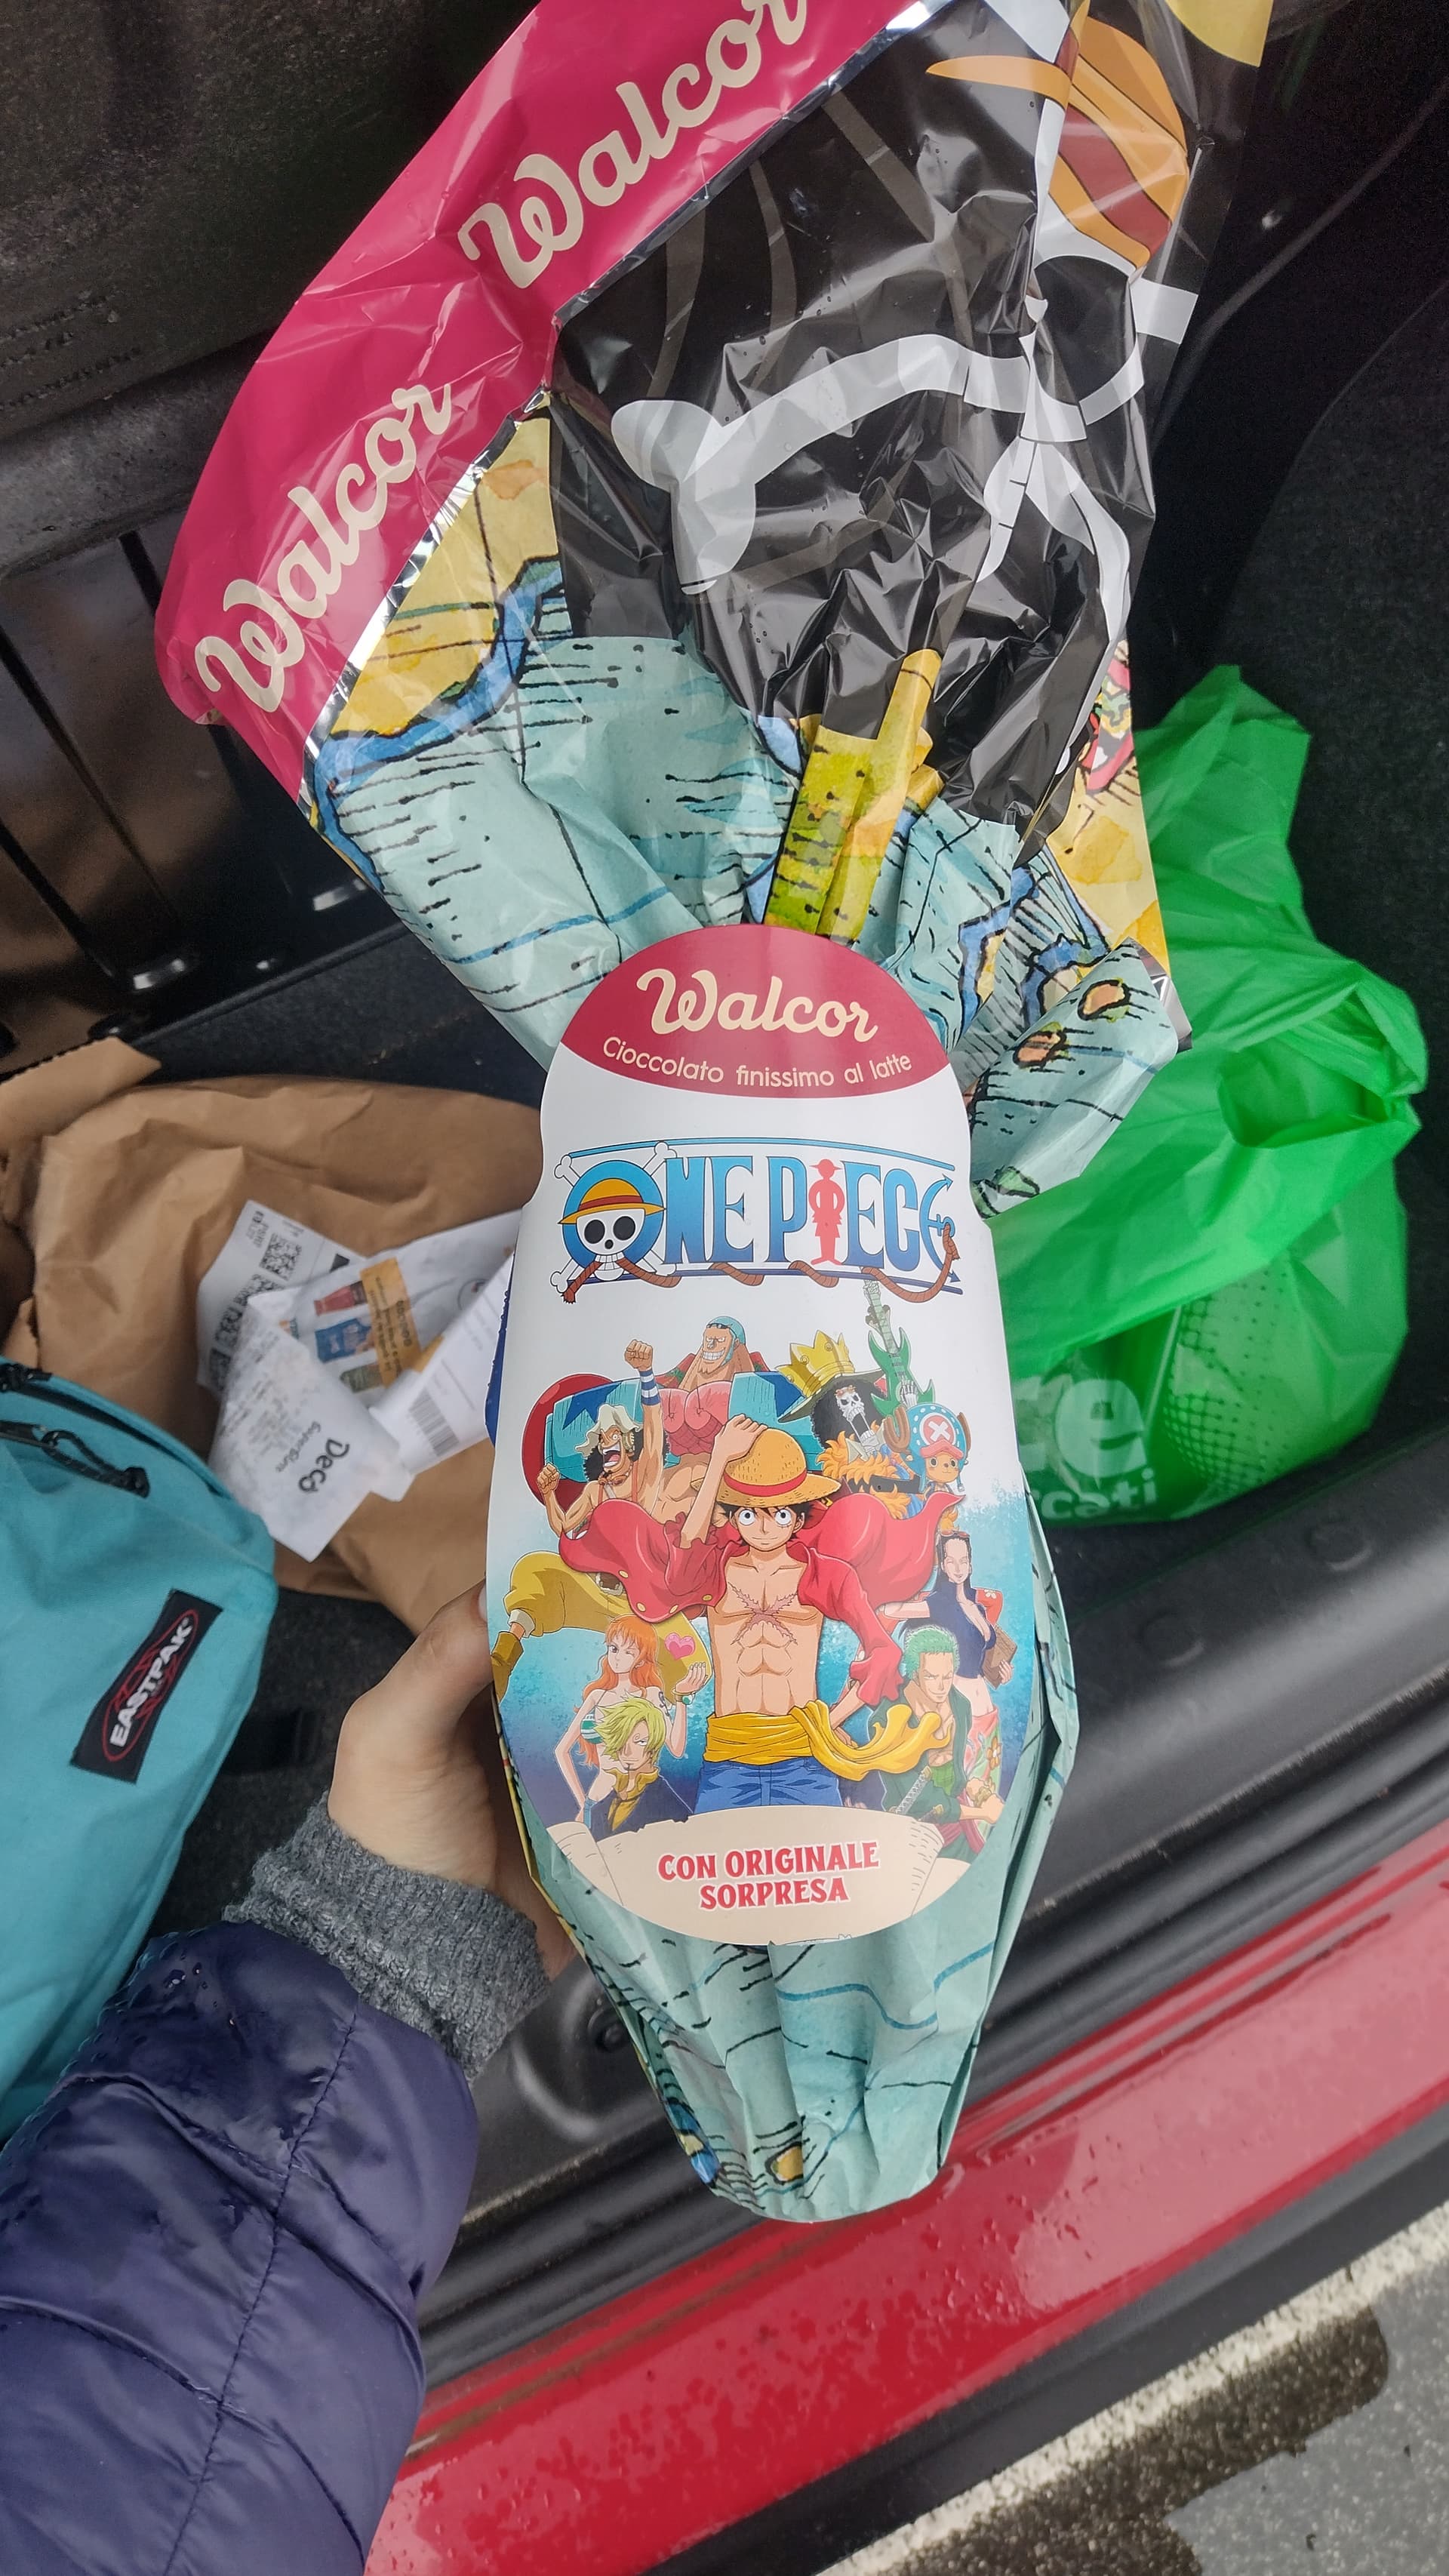 Walcor
Walcor
Walcor
Cioccolato finissimo al latte
ONE PIECE
CON ORIGINALE
SORPRESA
Decò
EASTPAK